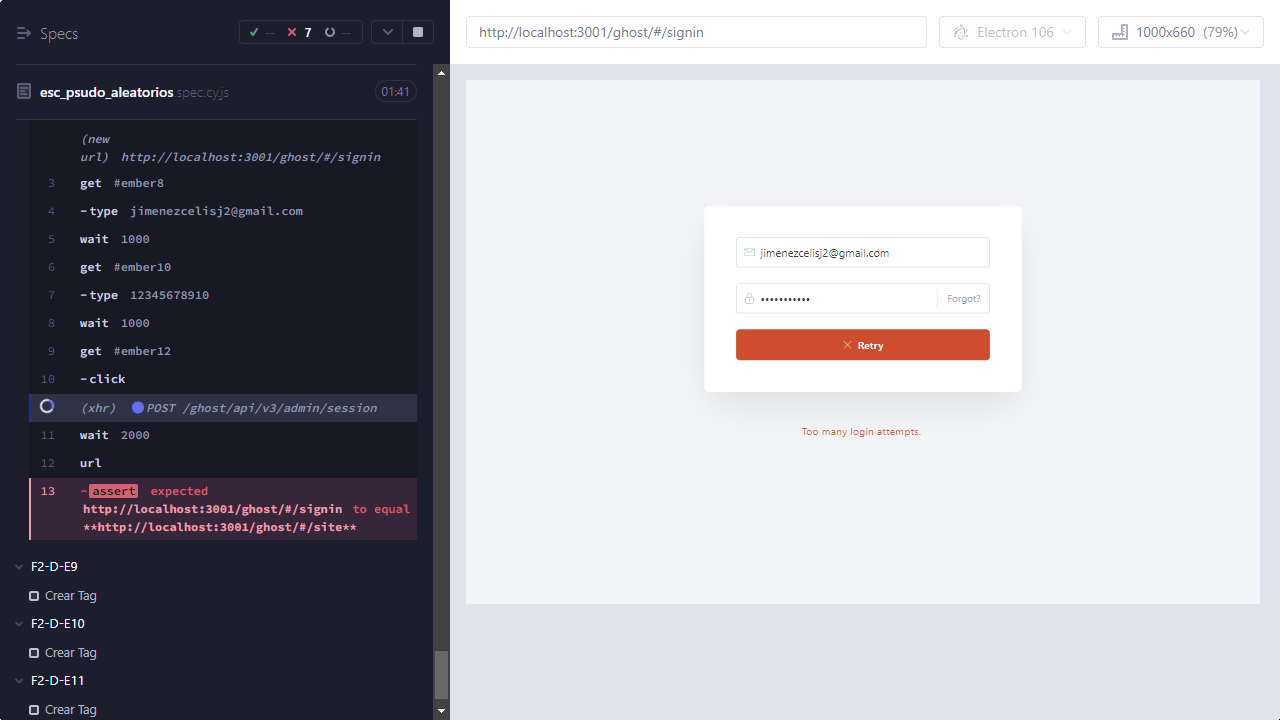 Specs
-- 7 --
esc_psudo_aleatorios.spec.cy.js 01:41
(new
url) http://localhost:3001/ghost/#/signin
3 get #ember8
4 -type jimenezcelisj2@gmail.com
5 wait 1000
6 get #ember10
7 -type 12345678910
8 wait 1000
9 get #ember12
10 -click
(xhr) POST /ghost/api/v3/admin/session
11 wait 2000
12 url
13 -assert expected
http://localhost:3001/ghost/#/signin to equal
**http://localhost:3001/ghost/#/site**
F2-D-E9
Crear Tag
F2-D-E10
Crear Tag
F2-D-E11
Crear Tag
http://localhost:3001/ghost/#/signin
Electron 106
1000x660 (79%)
jimenezcelisj2@gmail.com
••••••••••• Forgot?
Retry
Too many login attempts.